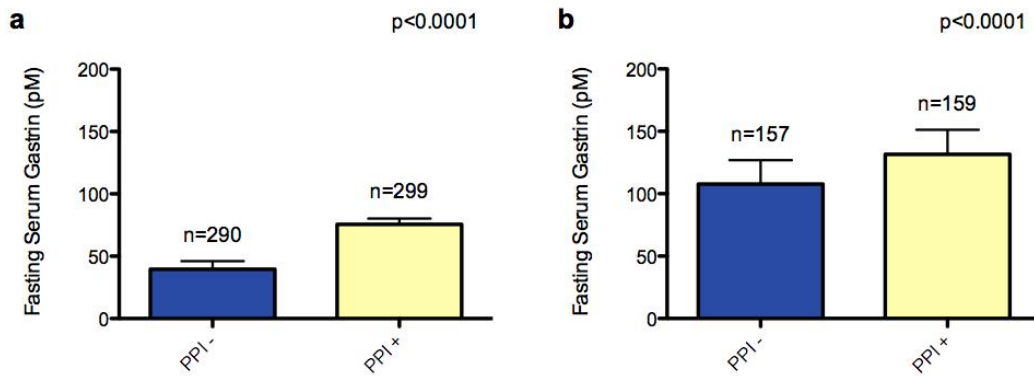 a
p<0.0001
Fasting Serum Gastrin (pM)
200
150
100
50
0
n=290
n=299
PPI -
PPI +
b
p<0.0001
Fasting Serum Gastrin (pM)
200
150
100
50
0
n=157
n=159
PPI -
PPI +